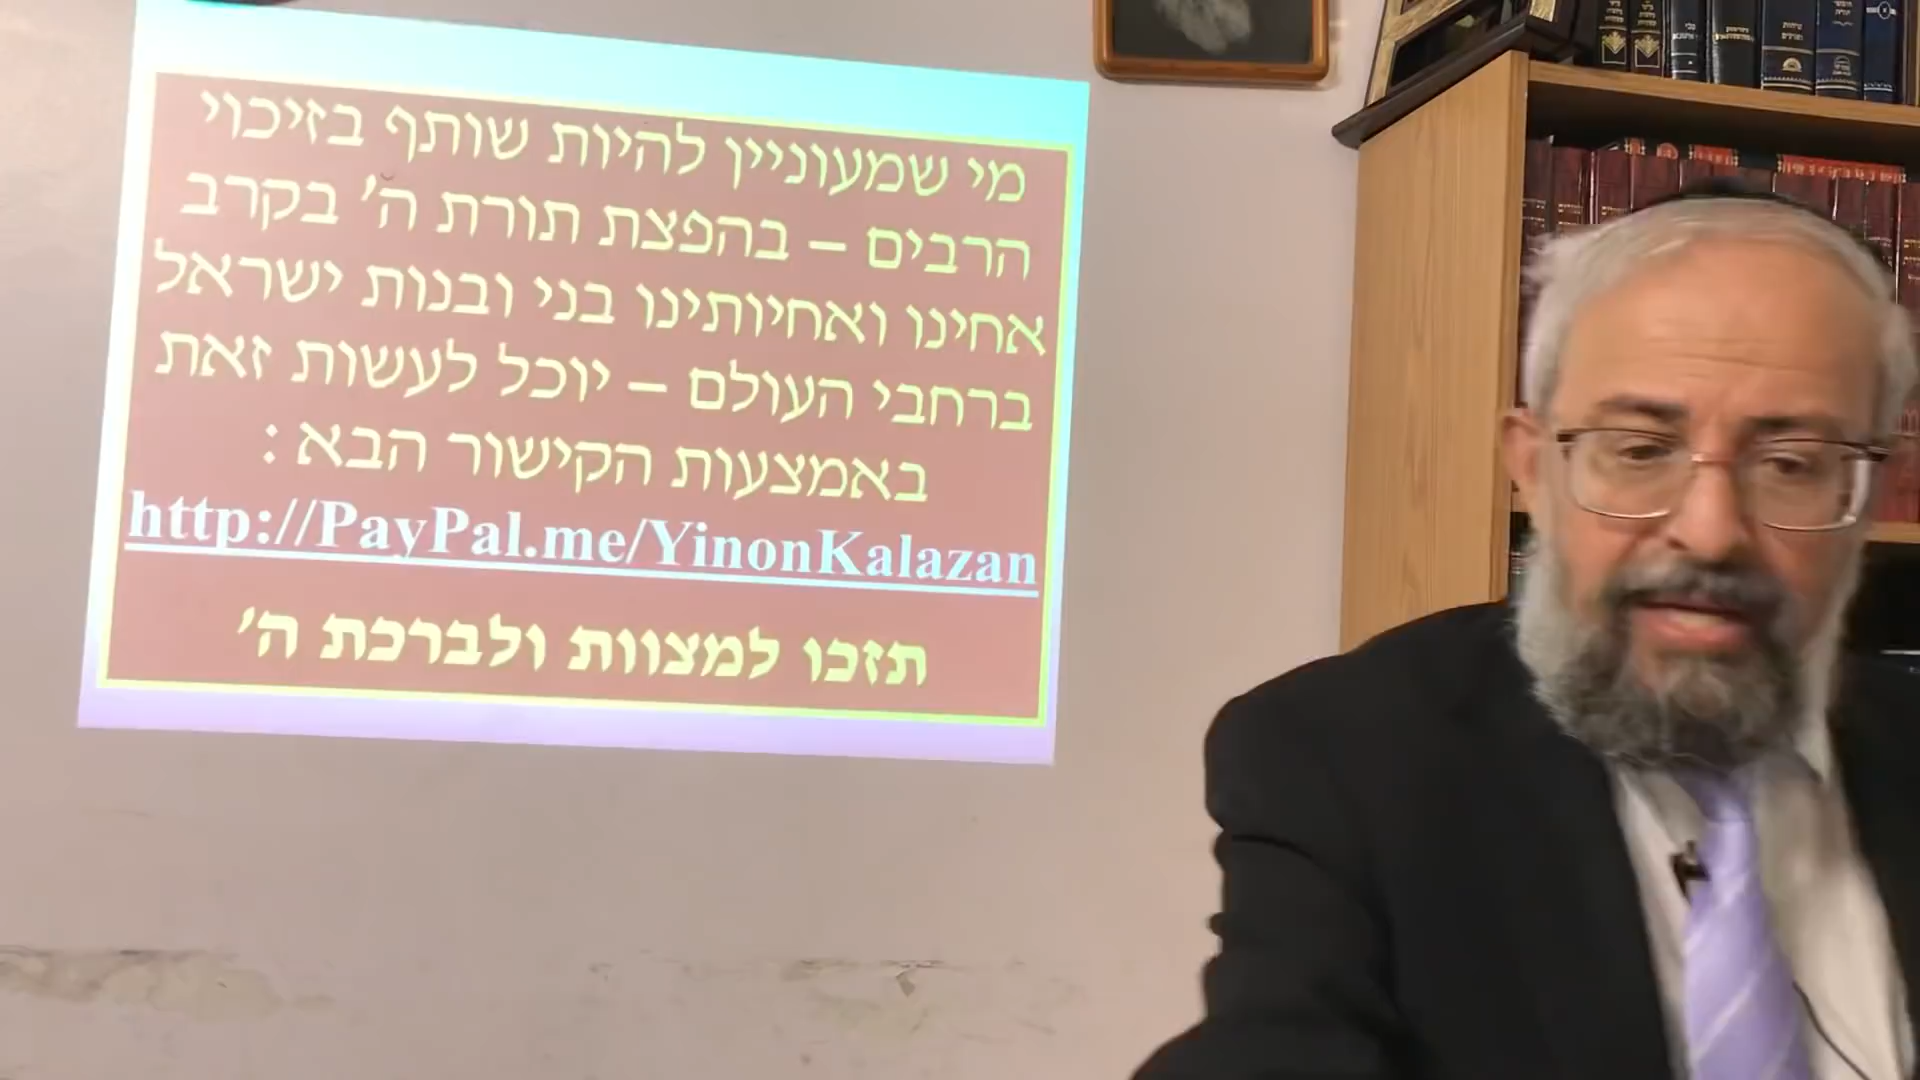 מי שמעוניין להיות שותף בזיכוי
הרבים – בהפצת תורת ה' בקרב
אחינו ואחיותינו בני ובנות ישראל
ברחבי העולם – יוכל לעשות זאת
באמצעות הקישור הבא :
http://PayPal.me/YinonKalazan
תזכו למצוות ולברכת ה'